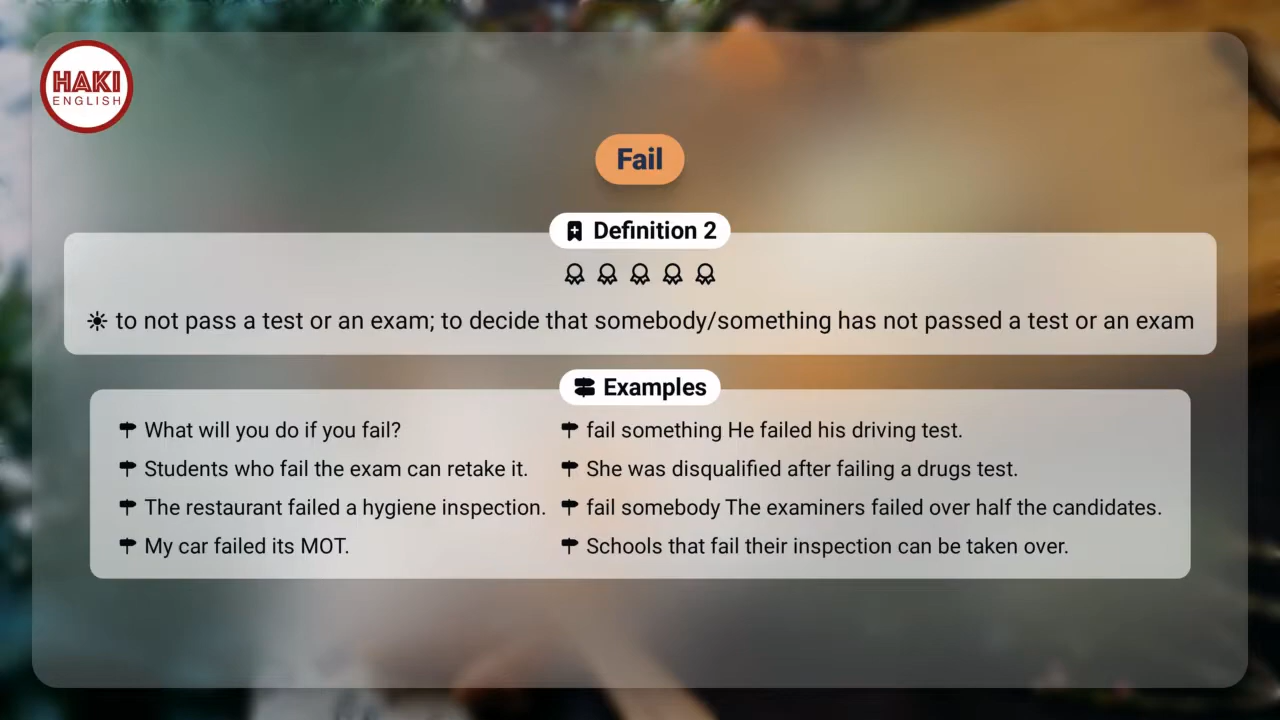 HAKI
ENGLISH
Fail
Definition 2
to not pass a test or an exam; to decide that somebody/something has not passed a test or an exam
Examples
What will you do if you fail?
fail something He failed his driving test.
Students who fail the exam can retake it.
She was disqualified after failing a drugs test.
The restaurant failed a hygiene inspection.
fail somebody The examiners failed over half the candidates.
My car failed its MOT.
Schools that fail their inspection can be taken over.